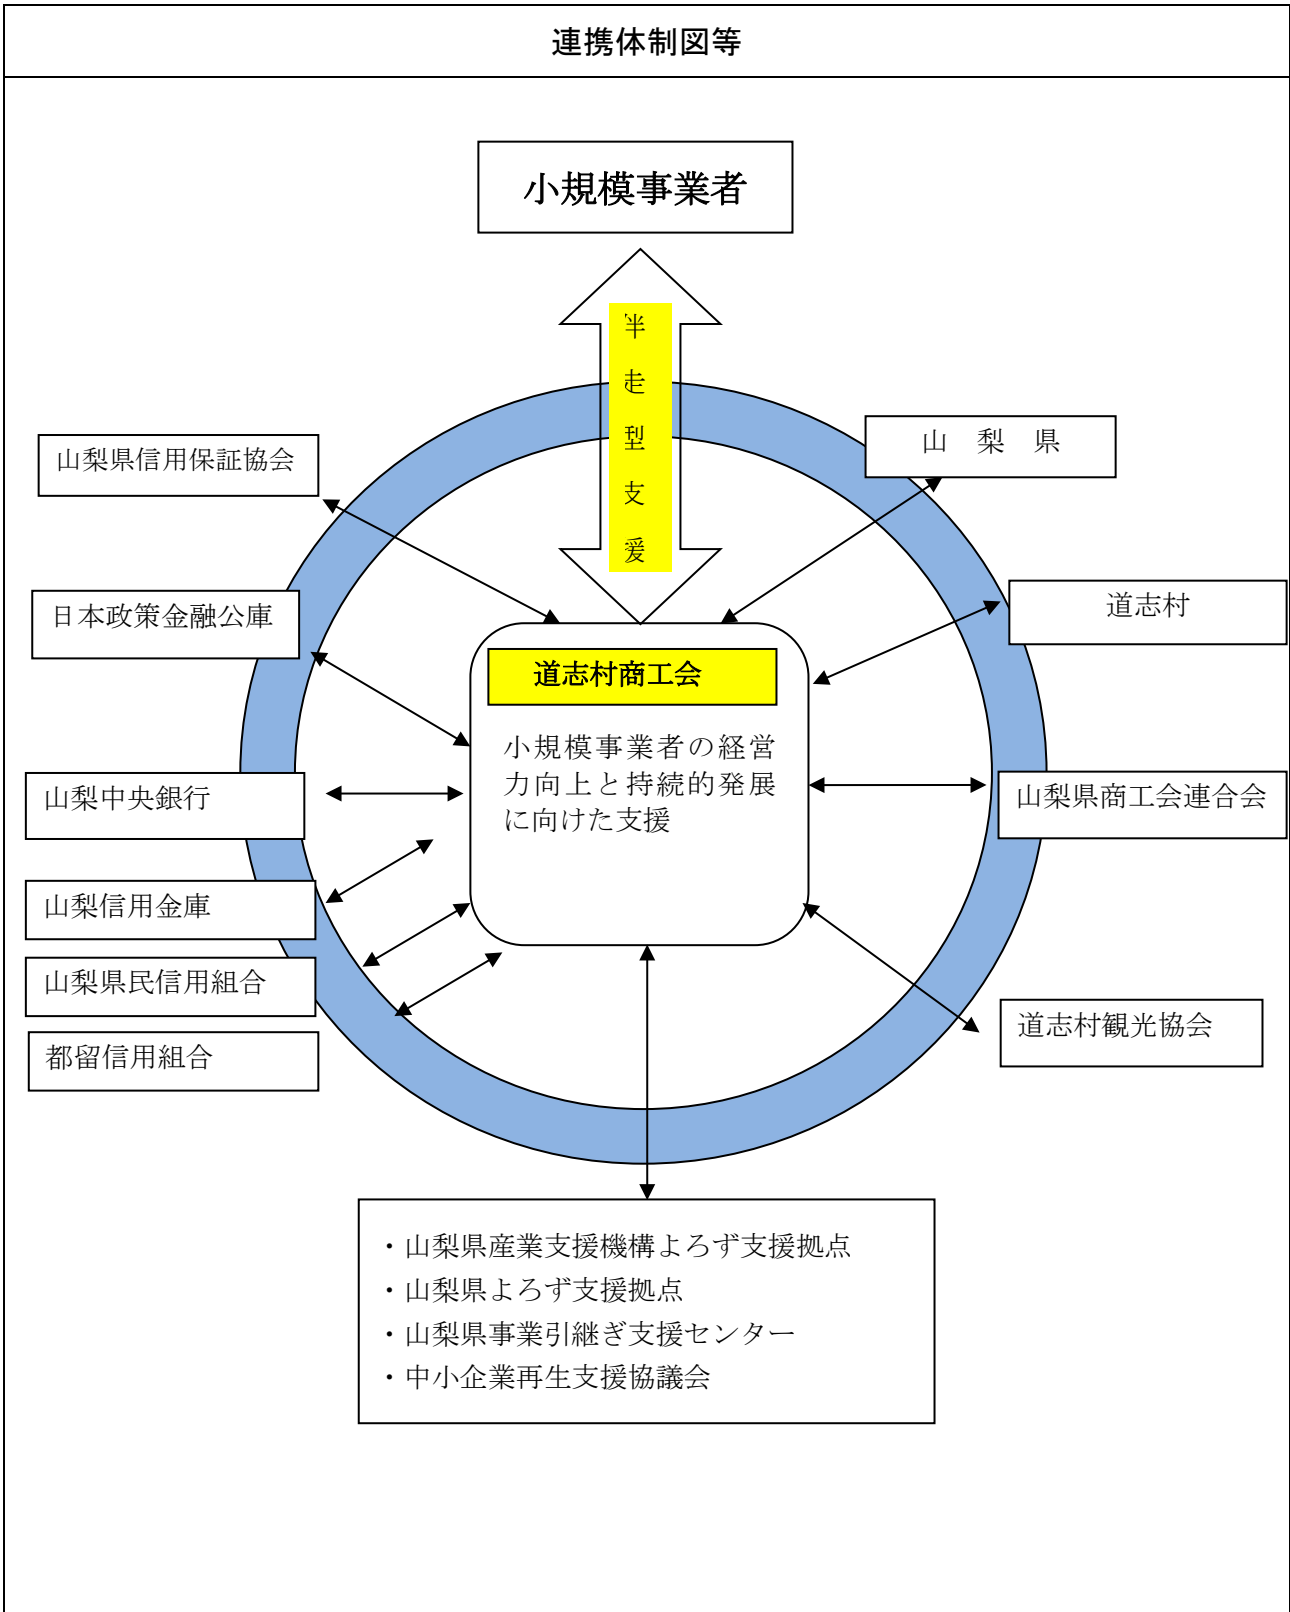 連携体制図等
小規模事業者
伴
走
型
支
援
山梨県信用保証協会
山　梨　県
日本政策金融公庫
道志村
道志村商工会
小規模事業者の経営
力向上と持続的発展
に向けた支援
山梨中央銀行
山梨県商工会連合会
山梨信用金庫
山梨県民信用組合
都留信用組合
道志村観光協会
・山梨県産業支援機構よろず支援拠点
・山梨県よろず支援拠点
・山梨県事業引継ぎ支援センター
・中小企業再生支援協議会